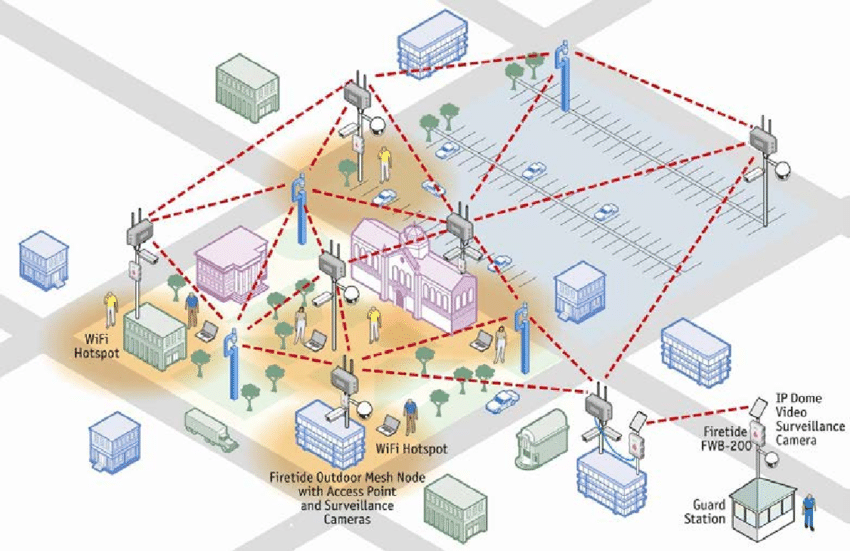 WiFi
Hotspot
WiFi Hotspot
Firetide Outdoor Mesh Node
with Access Point
and Surveillance
Cameras
IP Dome
Video
Surveillance
Camera
Firetide
FWB-200
Guard
Station